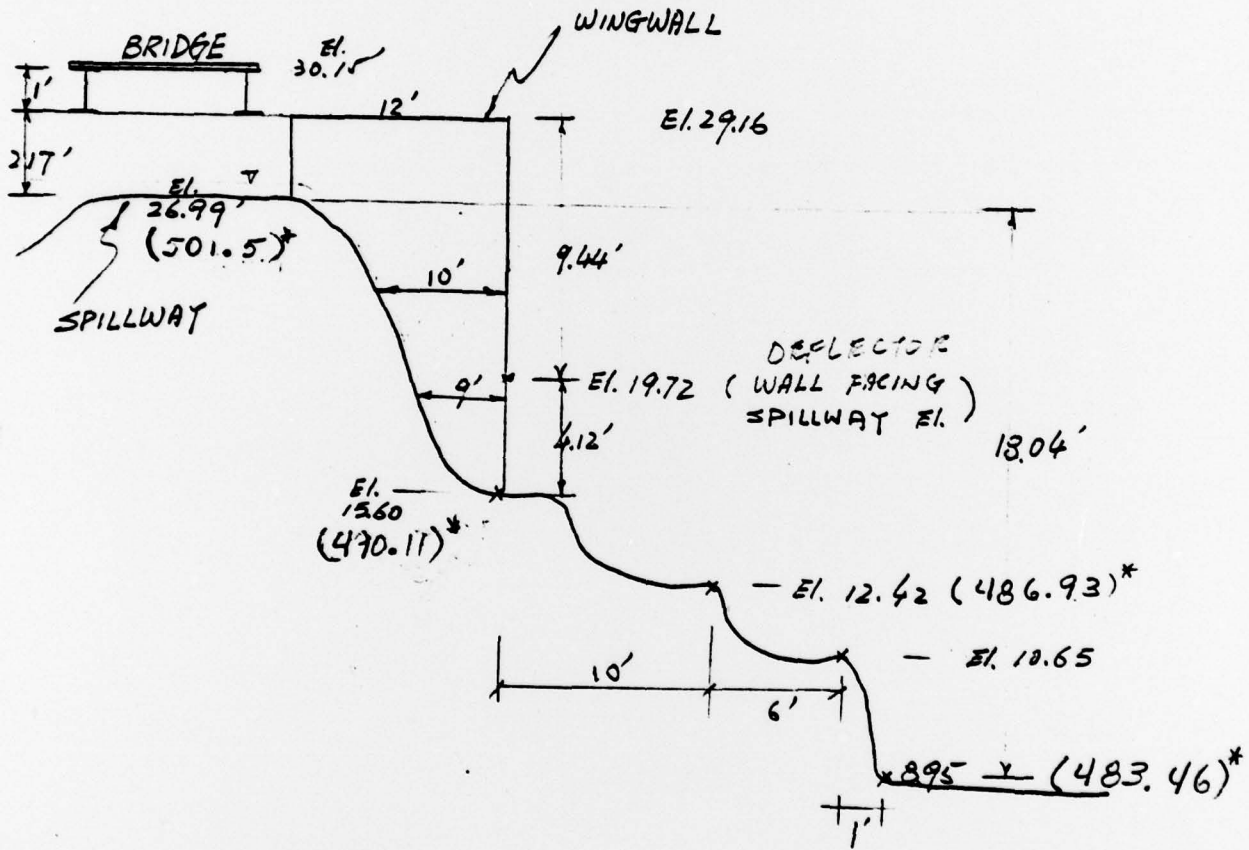 WINGWALL
BRIDGE
El.
30.15
1'
12'
El. 29.16
2.17'
El.
26.99'
(501.5)*
9.44'
10'
SPILLWAY
DEFLECTOR
El. 19.72 ( WALL FACING )
SPILLWAY El.
9'
4.12'
18.04'
El.
15.60
(490.11)*
El. 12.42 (486.93)*
El. 10.65
10'
6'
8.95 (483.46)*
1'